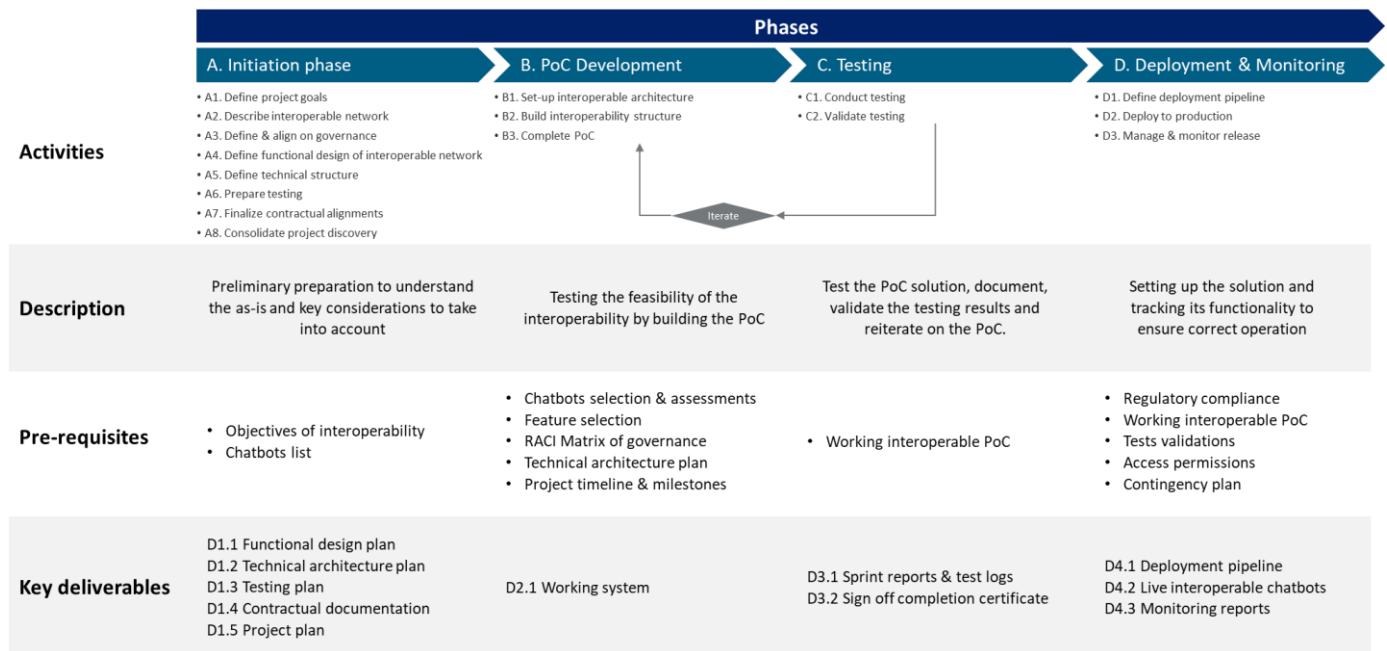 Phases
A. Initiation phase
B. PoC Development
C. Testing
D. Deployment & Monitoring
Activities
• A1. Define project goals
• A2. Describe interoperable network
• A3. Define & align on governance
• A4. Define functional design of interoperable network
• A5. Define technical structure
• A6. Prepare testing
• A7. Finalize contractual alignments
• A8. Consolidate project discovery
• B1. Set-up interoperable architecture
• B2. Build interoperability structure
• B3. Complete PoC
• C1. Conduct testing
• C2. Validate testing
Iterate
• D1. Define deployment pipeline
• D2. Deploy to production
• D3. Manage & monitor release
Description
Preliminary preparation to understand
the as-is and key considerations to take
into account
Testing the feasibility of the
interoperability by building the PoC
Test the PoC solution, document,
validate the testing results and
reiterate on the PoC.
Setting up the solution and
tracking its functionality to
ensure correct operation
Pre-requisites
• Objectives of interoperability
• Chatbots list
• Chatbots selection & assessments
• Feature selection
• RACI Matrix of governance
• Technical architecture plan
• Project timeline & milestones
• Working interoperable PoC
• Regulatory compliance
• Working interoperable PoC
• Tests validations
• Access permissions
• Contingency plan
Key deliverables
D1.1 Functional design plan
D1.2 Technical architecture plan
D1.3 Testing plan
D1.4 Contractual documentation
D1.5 Project plan
D2.1 Working system
D3.1 Sprint reports & test logs
D3.2 Sign off completion certificate
D4.1 Deployment pipeline
D4.2 Live interoperable chatbots
D4.3 Monitoring reports